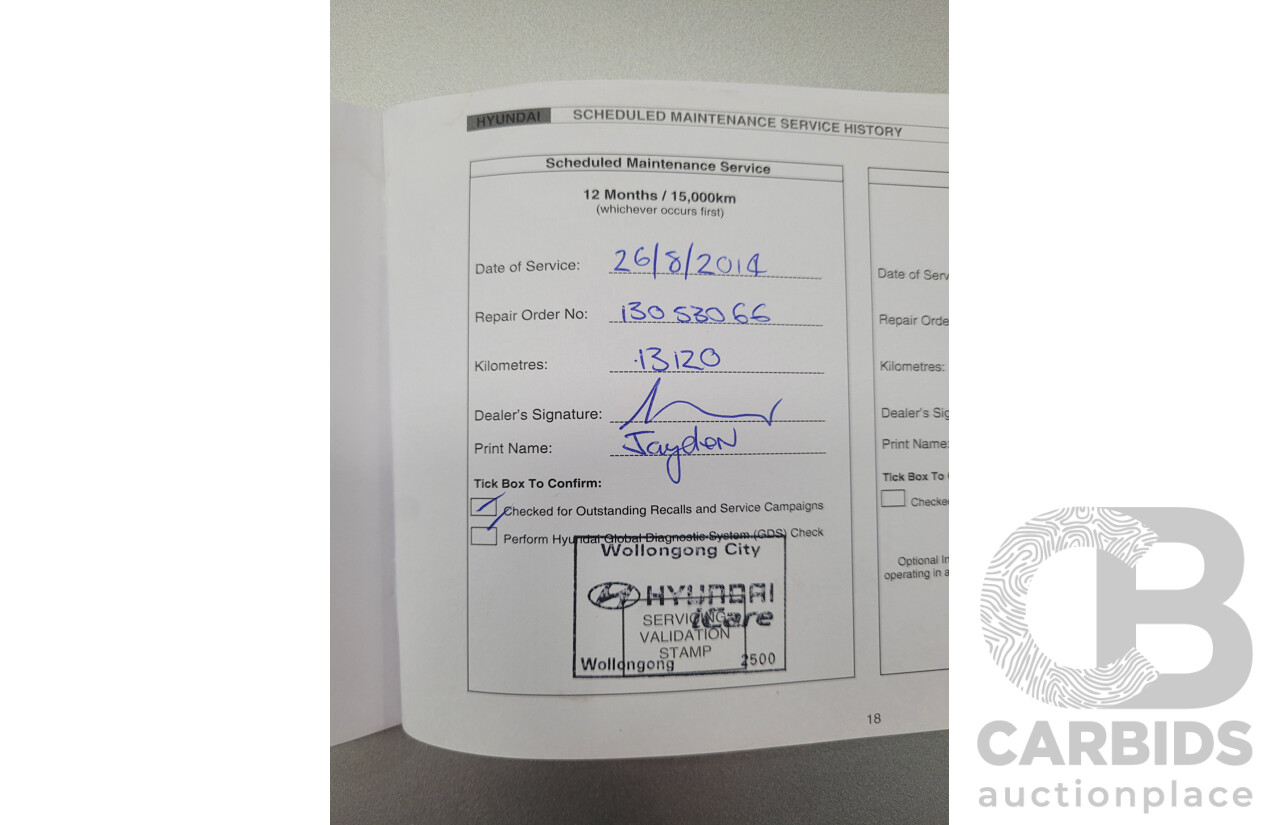 HYUNDAI SCHEDULED MAINTENANCE SERVICE HISTORY
Scheduled Maintenance Service
12 Months / 15,000km
(whichever occurs first)
Date of Service: 26/8/2014
Repair Order No: 13053066
Kilometres: 13120
Dealer's Signature:
Print Name: Jayden
Tick Box To Confirm:
Checked for Outstanding Recalls and Service Campaigns
Perform Hyundai Global Diagnostic System (GDS) Check
Wollongong City
HYUNDAI
iCare
SERVICING
VALIDATION
STAMP
Wollongong 2500
Date of Serv
Repair Orde
Kilometres:
Dealer's Sig
Print Name:
Tick Box To
Checke
Optional In
operating in a
18
CB
CARBIDS
auctionplace